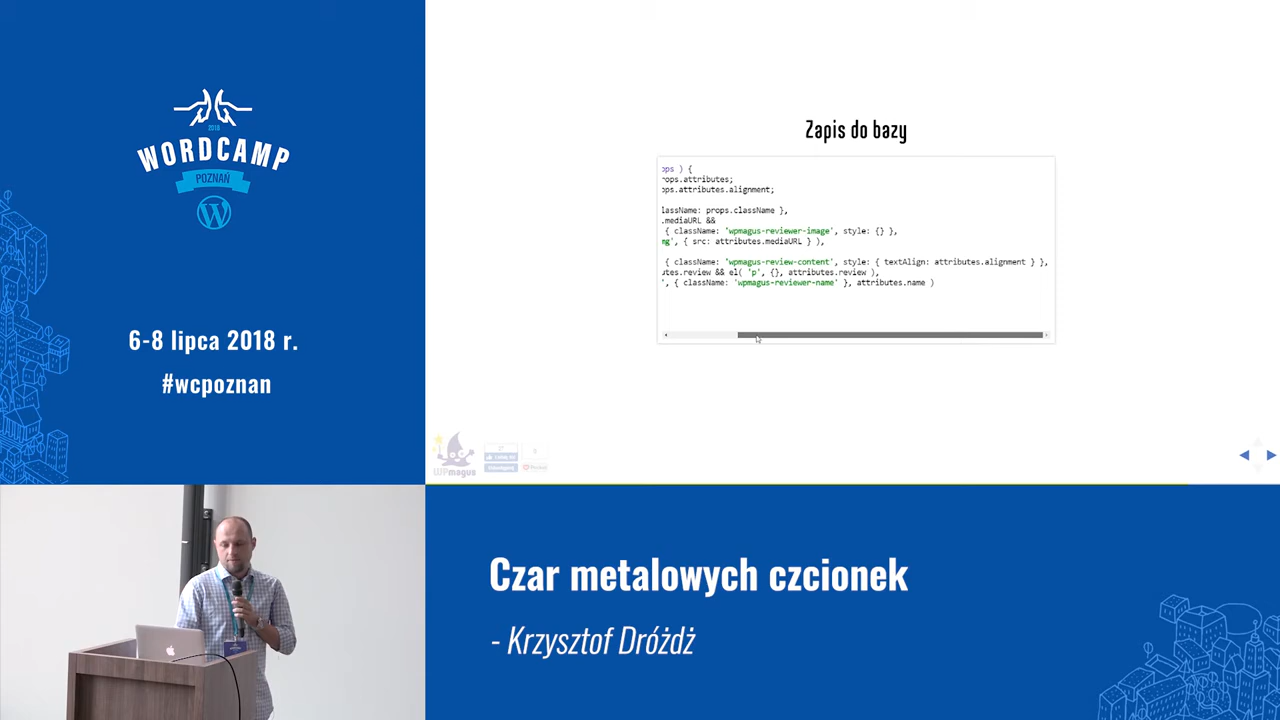 2018
WORDCAMP
POZNAŃ
6-8 lipca 2018 r.
#wcpoznan
Zapis do bazy
ops ) {
rops.attributes;
ops.attributes.alignment;
lassName: props.className },
.mediaURL &&
{ className: 'wpmagus-reviewer-image', style: {} },
mg', { src: attributes.mediaURL } ),
{ className: 'wpmagus-review-content', style: { textAlign: attributes.alignment } },
utes.review && el( 'p', {}, attributes.review ),
', { className: 'wpmagus-reviewer-name' }, attributes.name )
WPmagus
Czar metalowych czcionek
- Krzysztof Dróżdż